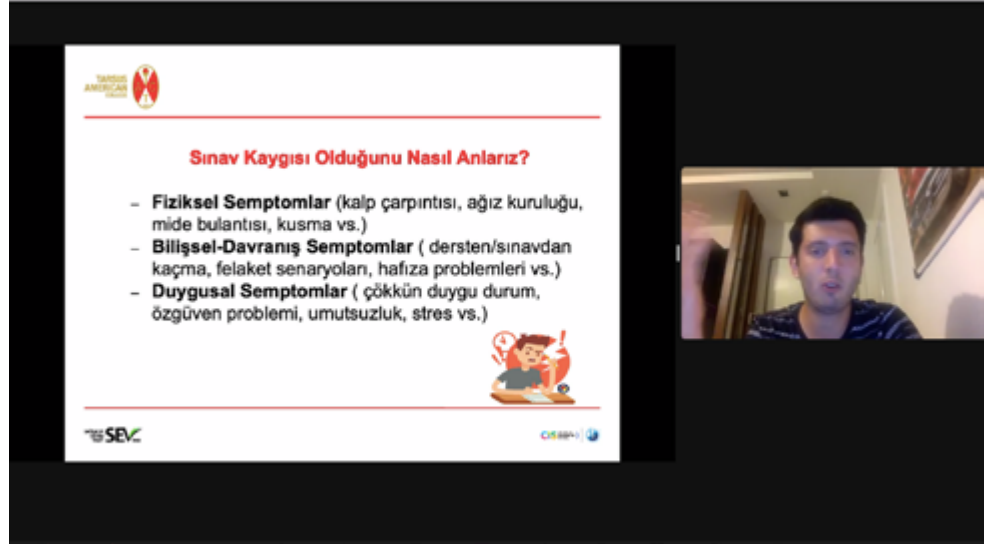 TARSUS
AMERICAN
Sınav Kaygısı Olduğunu Nasıl Anlarız?
– Fiziksel Semptomlar (kalp çarpıntısı, ağız kuruluğu,
mide bulantısı, kusma vs.)
– Bilişsel-Davranış Semptomlar ( dersten/sınavdan
kaçma, felaket senaryoları, hafıza problemleri vs.)
– Duygusal Semptomlar ( çökkün duygu durum,
özgüven problemi, umutsuzluk, stres vs.)
SEV